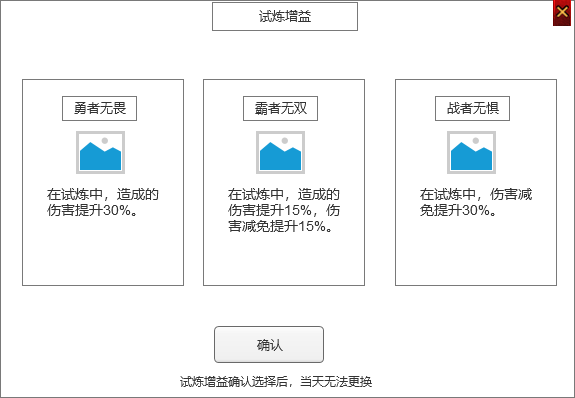 试炼增益
勇者无畏
在试炼中，造成的
伤害提升30%。
霸者无双
在试炼中，造成的
伤害提升15%，伤
害减免提升15%。
战者无惧
在试炼中，伤害减
免提升30%。
确认
试炼增益确认选择后，当天无法更换